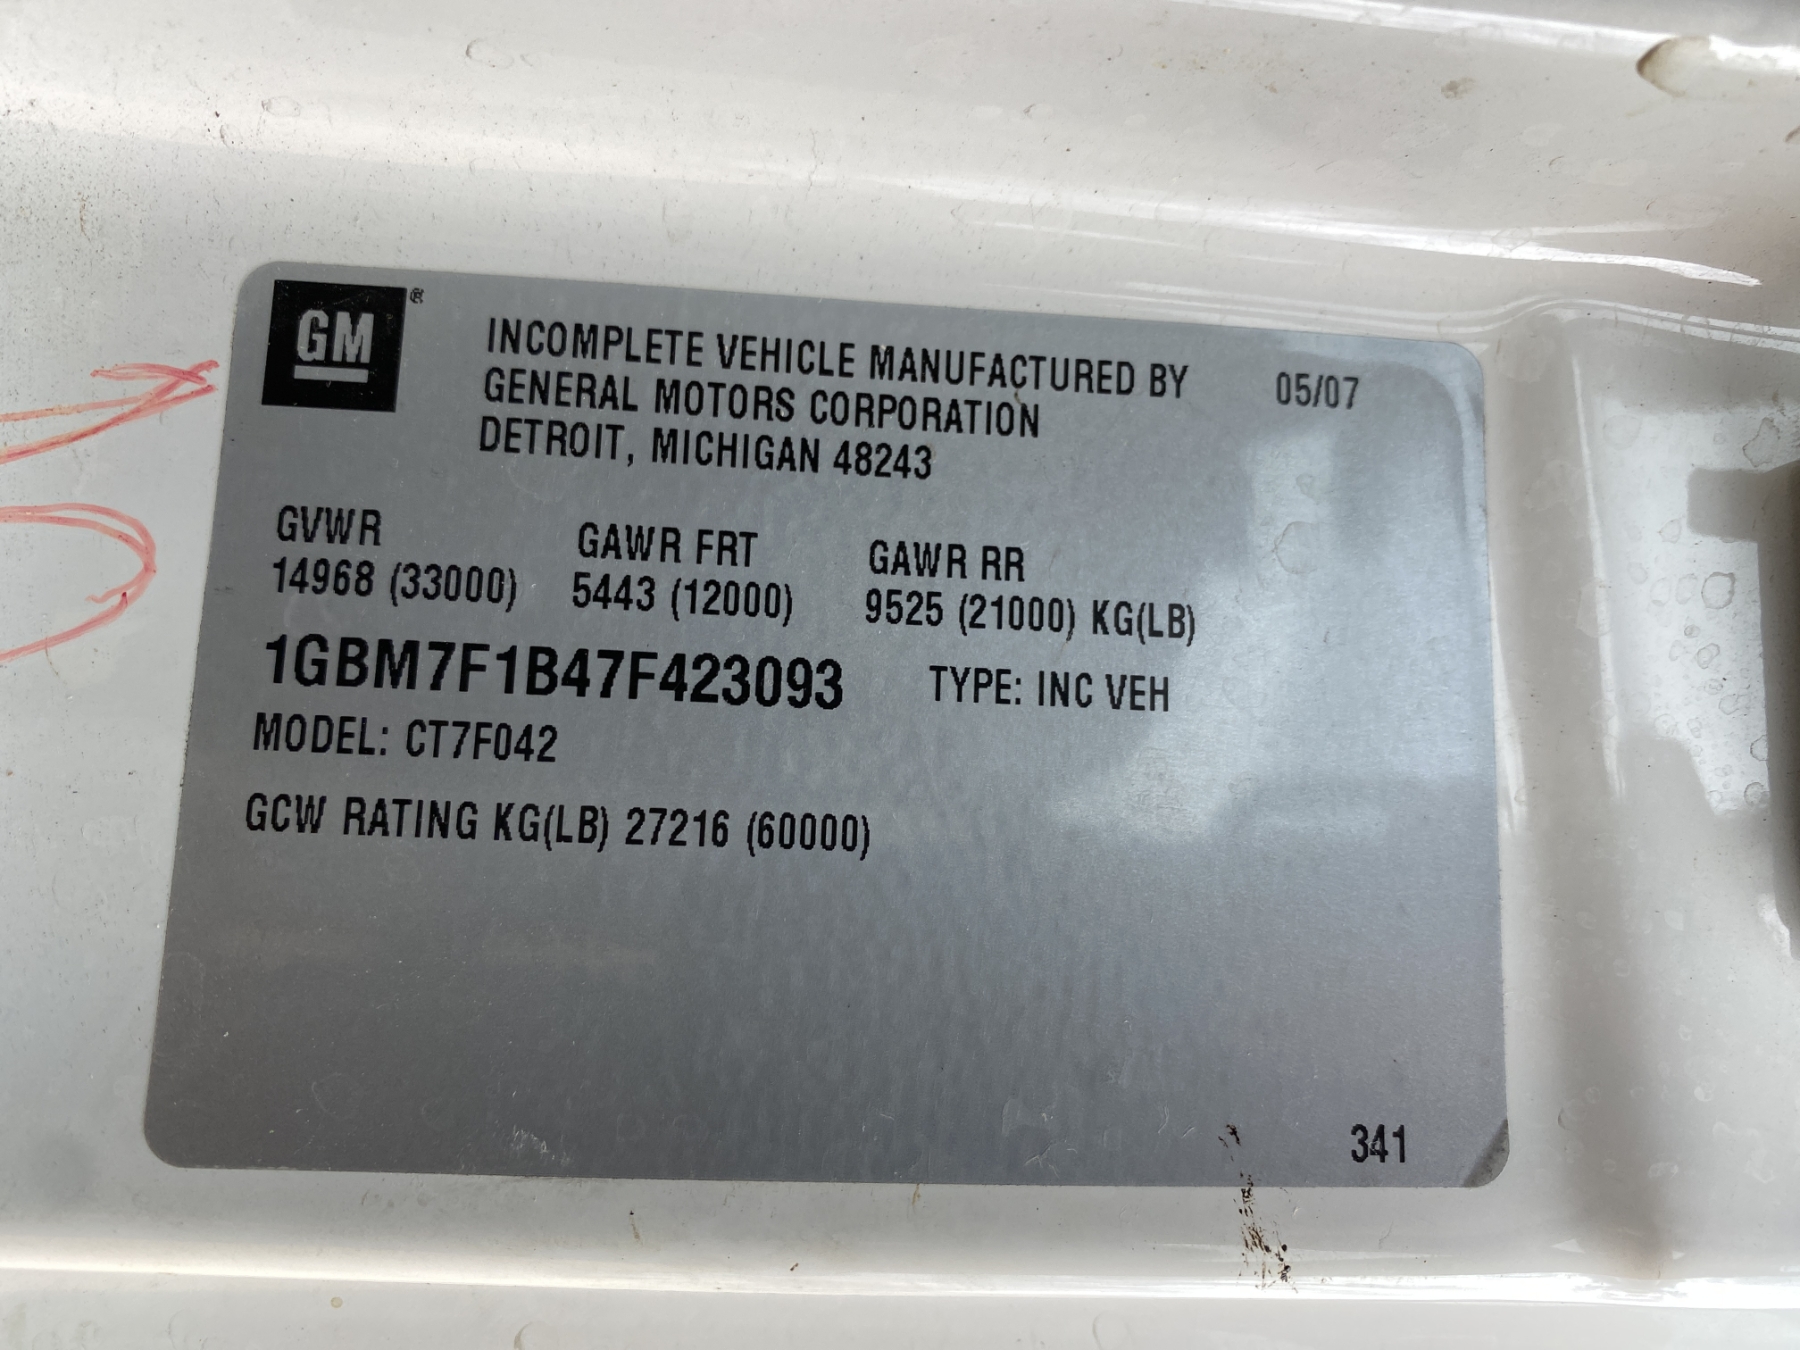 GM ®
INCOMPLETE VEHICLE MANUFACTURED BY 05/07
GENERAL MOTORS CORPORATION
DETROIT, MICHIGAN 48243
GVWR GAWR FRT GAWR RR
14968 (33000) 5443 (12000) 9525 (21000) KG(LB)
1GBM7F1B47F423093 TYPE: INC VEH
MODEL: CT7F042
GCW RATING KG(LB) 27216 (60000)
341